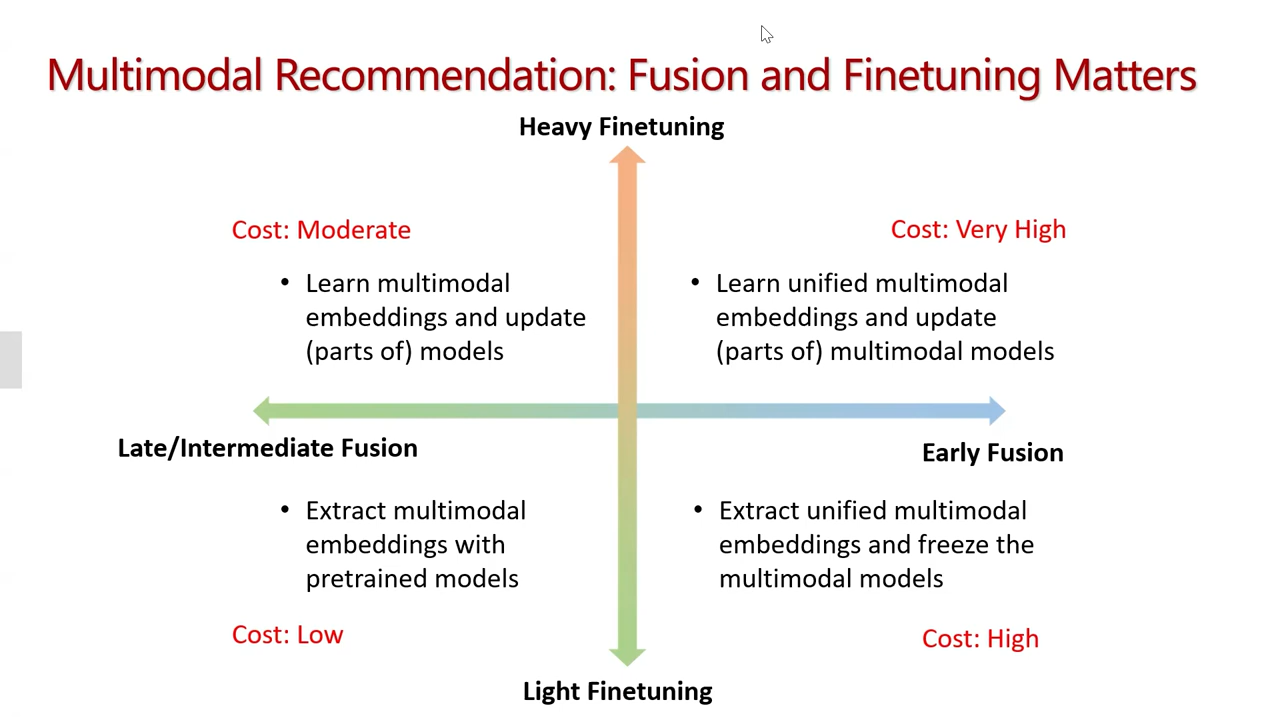 Multimodal Recommendation: Fusion and Finetuning Matters
Heavy Finetuning
Cost: Moderate
Cost: Very High
• Learn multimodal
embeddings and update
(parts of) models
• Learn unified multimodal
embeddings and update
(parts of) multimodal models
Late/Intermediate Fusion
Early Fusion
• Extract multimodal
embeddings with
pretrained models
• Extract unified multimodal
embeddings and freeze the
multimodal models
Cost: Low
Cost: High
Light Finetuning